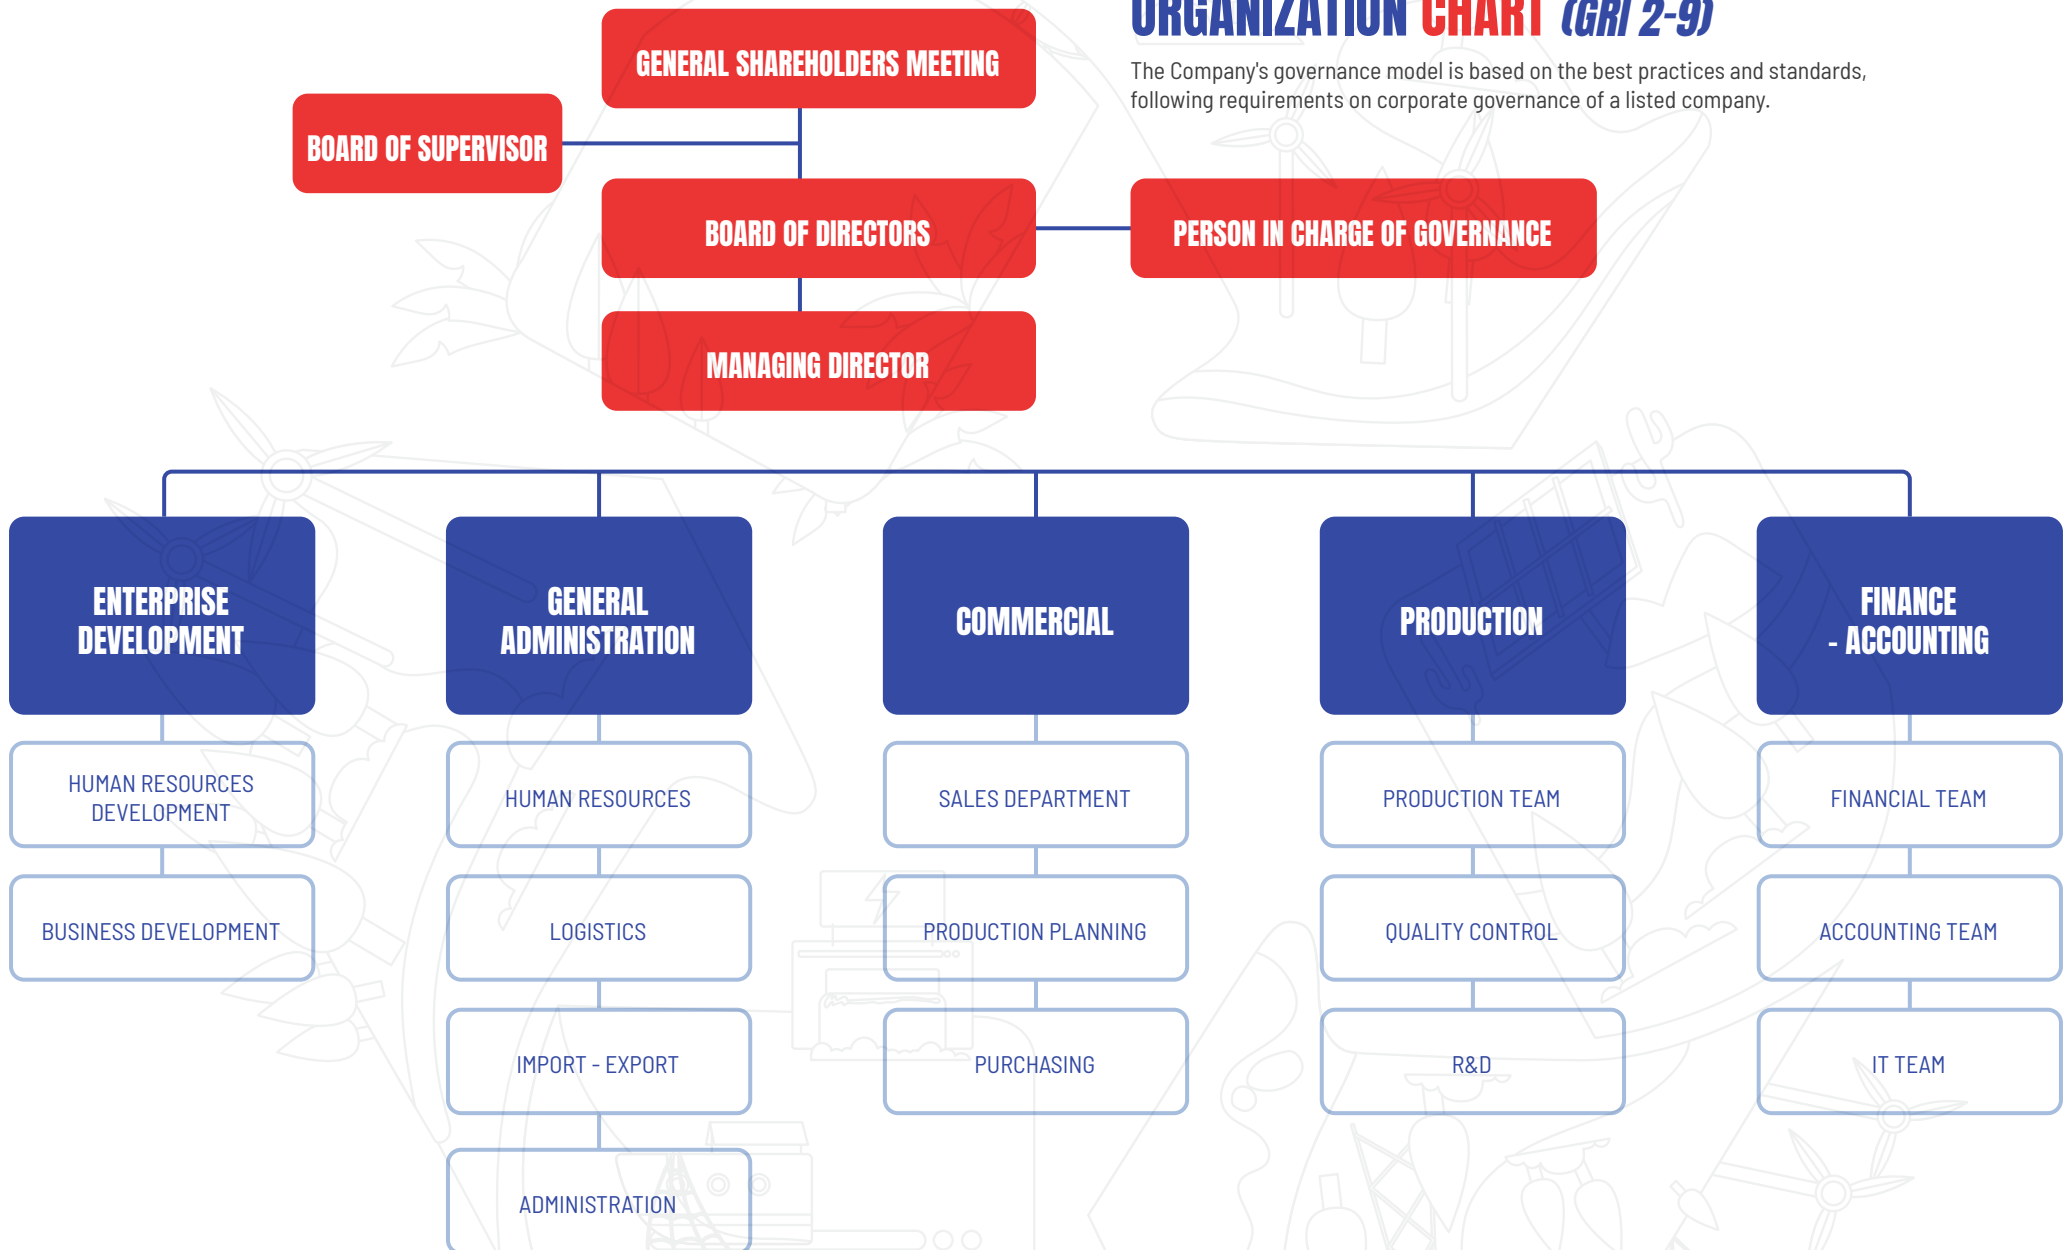 ORGANIZATION CHART (GRI 2-9)
The Company's governance model is based on the best practices and standards,
following requirements on corporate governance of a listed company.
GENERAL SHAREHOLDERS MEETING
BOARD OF SUPERVISOR
BOARD OF DIRECTORS
PERSON IN CHARGE OF GOVERNANCE
MANAGING DIRECTOR
ENTERPRISE
DEVELOPMENT
HUMAN RESOURCES
DEVELOPMENT
BUSINESS DEVELOPMENT
GENERAL
ADMINISTRATION
HUMAN RESOURCES
LOGISTICS
IMPORT - EXPORT
ADMINISTRATION
COMMERCIAL
SALES DEPARTMENT
PRODUCTION PLANNING
PURCHASING
PRODUCTION
PRODUCTION TEAM
QUALITY CONTROL
R&D
FINANCE
- ACCOUNTING
FINANCIAL TEAM
ACCOUNTING TEAM
IT TEAM